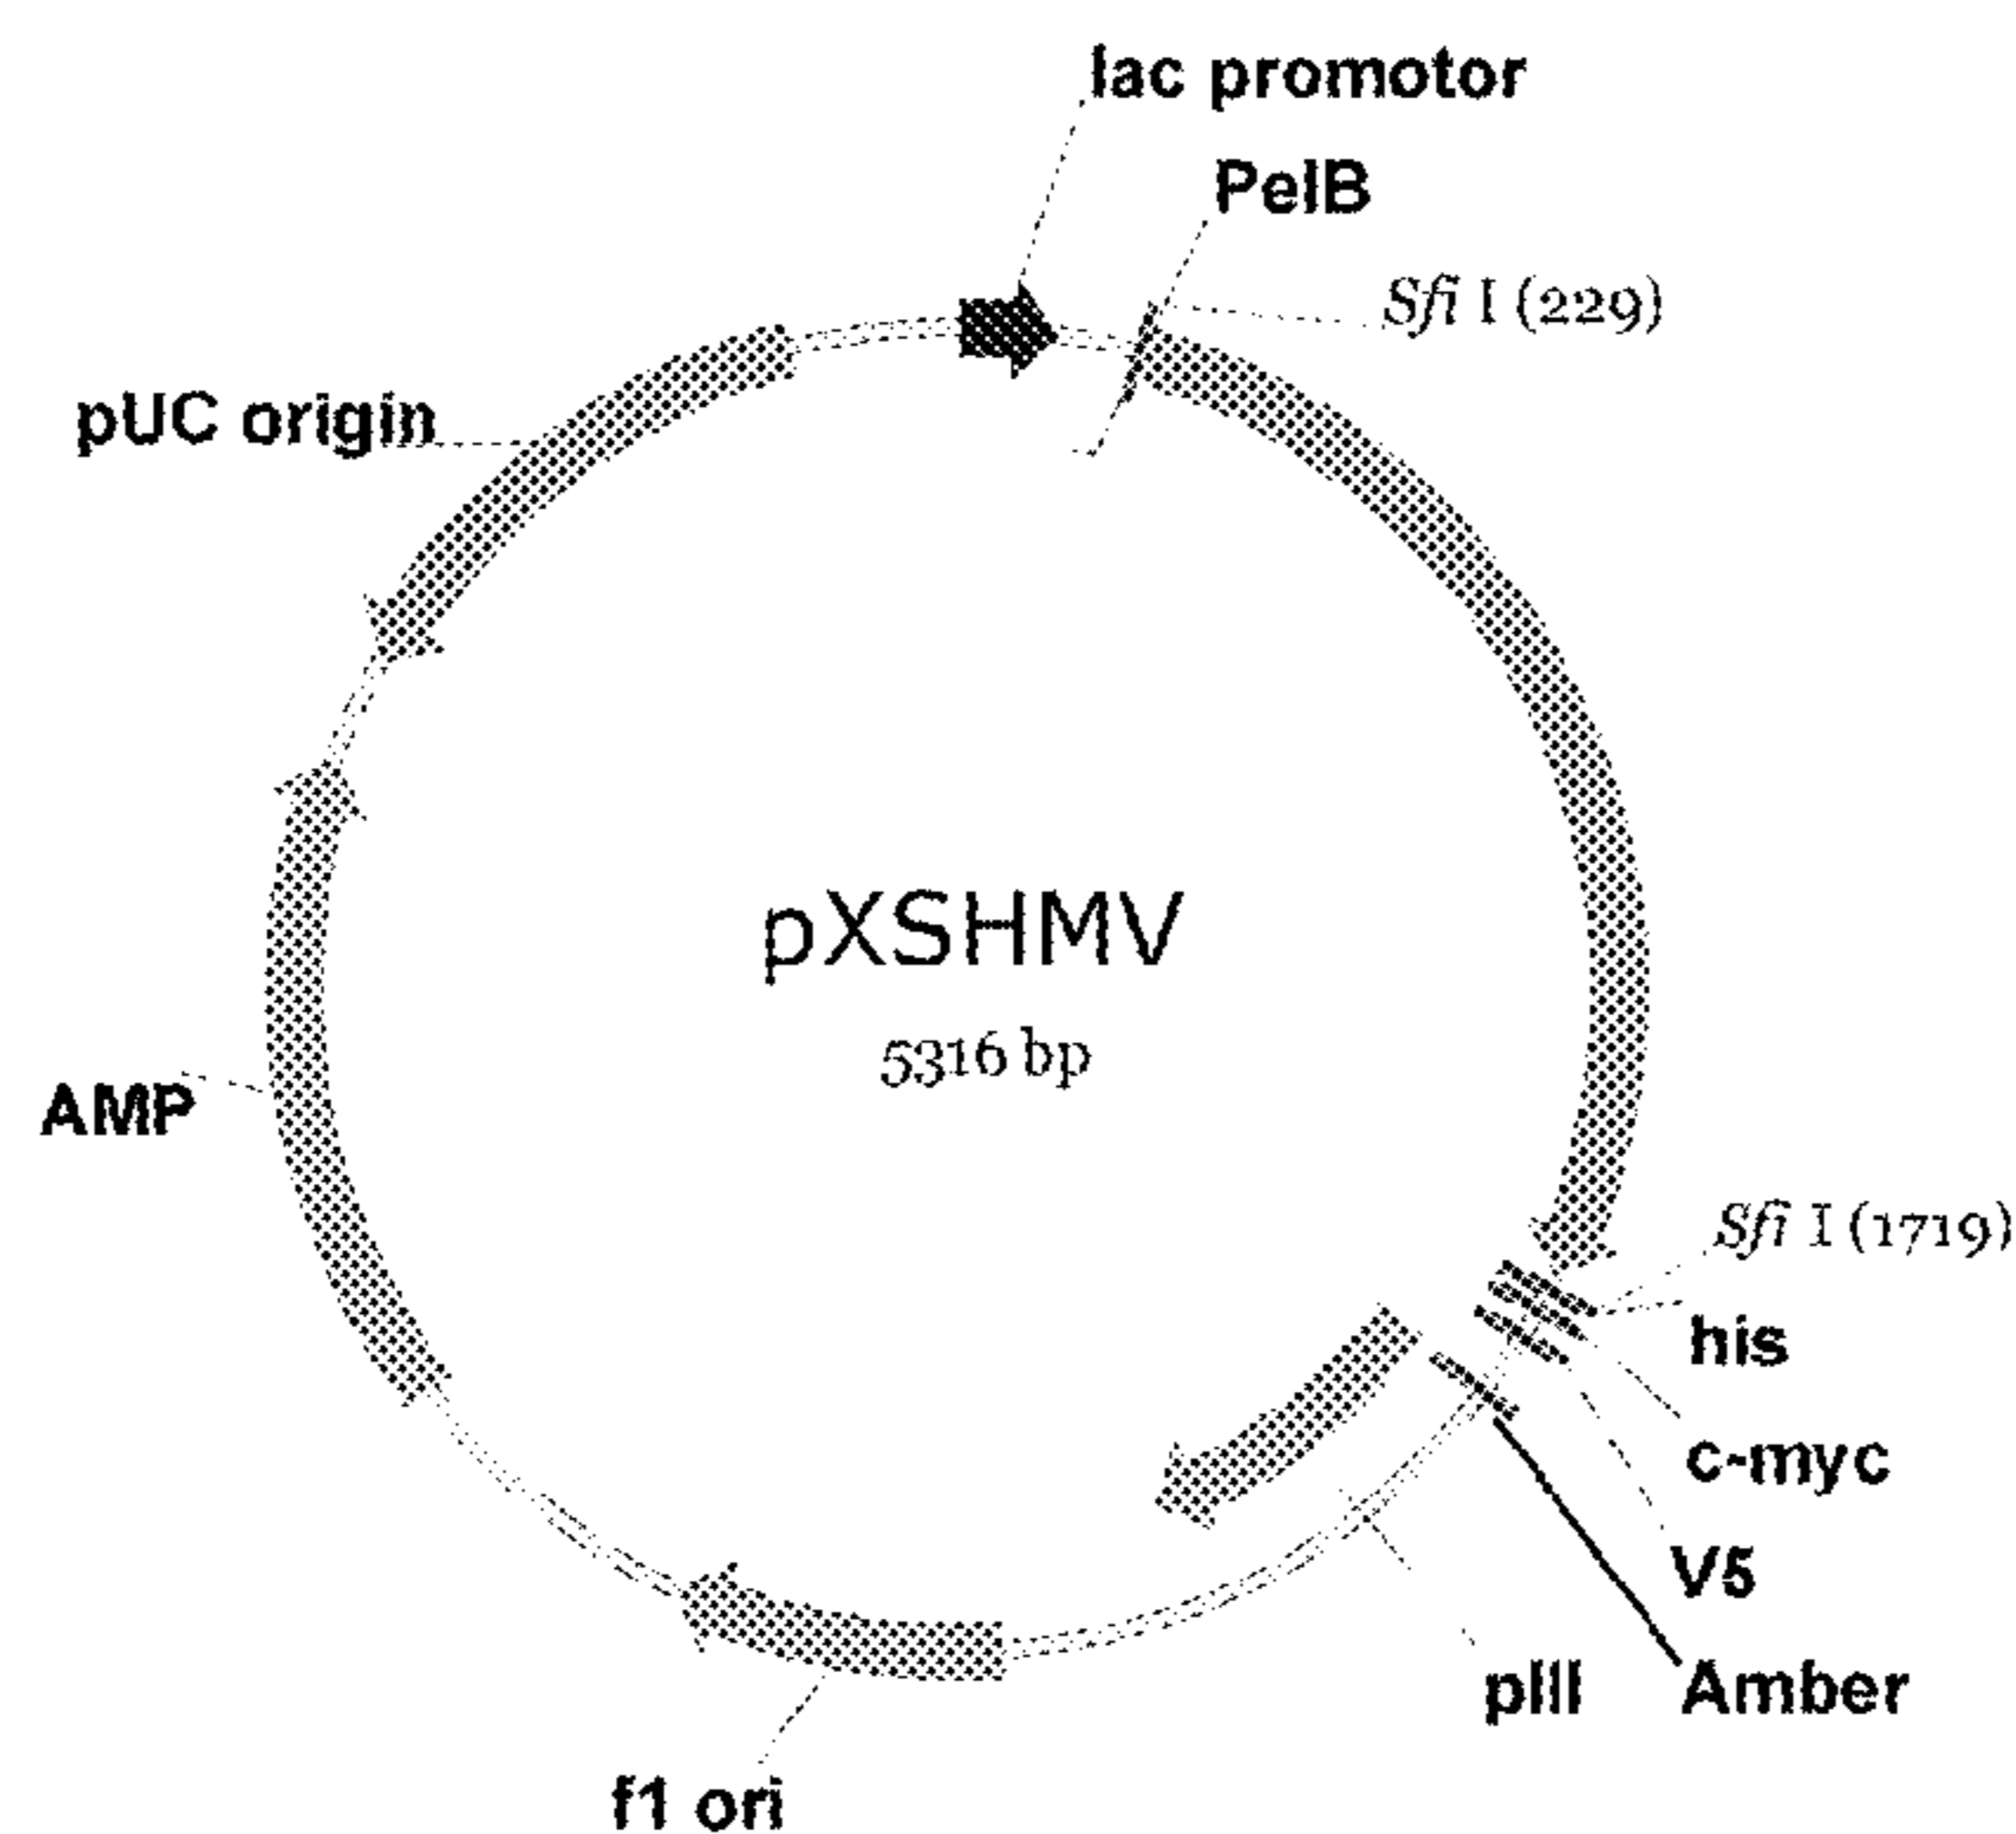 lac promotor
PelB
Sfi I (229)
pUC origin
pXSHMV
5316 bp
AMP
Sfi I (1719)
his
c-myc
V5
pIII
Amber
f1 ori